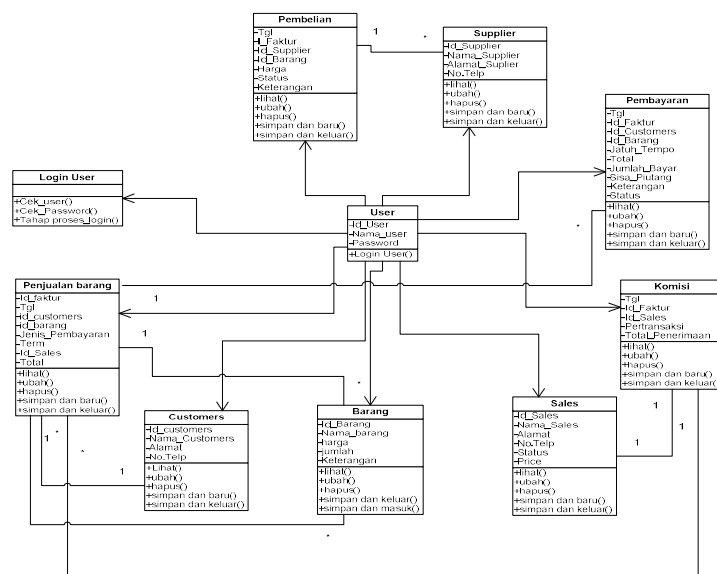 Pembelian
-Tgl
-I_Faktur
-Id_Supplier
-Id_Barang
-Harga
-Status
-Keterangan
+lihat()
+ubah()
+hapus()
+simpan dan baru()
+simpan dan keluar()
1
*
Supplier
-Id_Supplier
-Nama_Supplier
-Alamat_Suplier
-No.Telp
+lihat()
+ubah()
+hapus()
+simpan dan baru()
+simpan dan keluar()
Pembayaran
-Tgl
-Id_Faktur
-Id_Customers
-Id_Barang
-Jatuh_Tempo
-Total
-Jumlah_Bayar
-Sisa_Piutang
-Keterangan
-Status
+lihat()
+ubah()
+hapus()
+simpan dan baru()
+simpan dan keluar()
*
Login User
+Cek_user()
+Cek_Password()
+Tahap proses_login()
User
-Id_User
-Nama_user
-Password
+Login User()
Penjualan barang
-Id_faktur
-Tgl
-Id_customers
-Id_barang
-Jenis_Pembayaran
-Term
-Id_Sales
-Total
+lihat()
+ubah()
+hapus()
+simpan dan baru()
+simpan dan keluar()
1
1
Komisi
-Tgl
-Id_Faktur
-Id_Sales
-Pertransaksi
-Total_Penerimaan
+lihat()
+ubah()
+hapus()
+simpan dan baru()
+simpan dan keluar()
Customers
-Id_customers
-Nama_Customers
-Alamat
-No.Telp
+Lihat()
+ubah()
+hapus()
+simpan dan baru()
+simpan dan keluar()
*
Barang
-Id_Barang
-Nama_barang
-harga
-jumlah
-Keterangan
+lihat()
+ubah()
+hapus()
+simpan dan keluar()
+simpan dan masuk()
Sales
-Id_Sales
-Nama_Sales
-Alamat
-No.Telp
-Status
-Price
+lihat()
+ubah()
+hapus()
+simpan dan baru()
+simpan dan keluar()
1
1
1
1
*
*
1
*